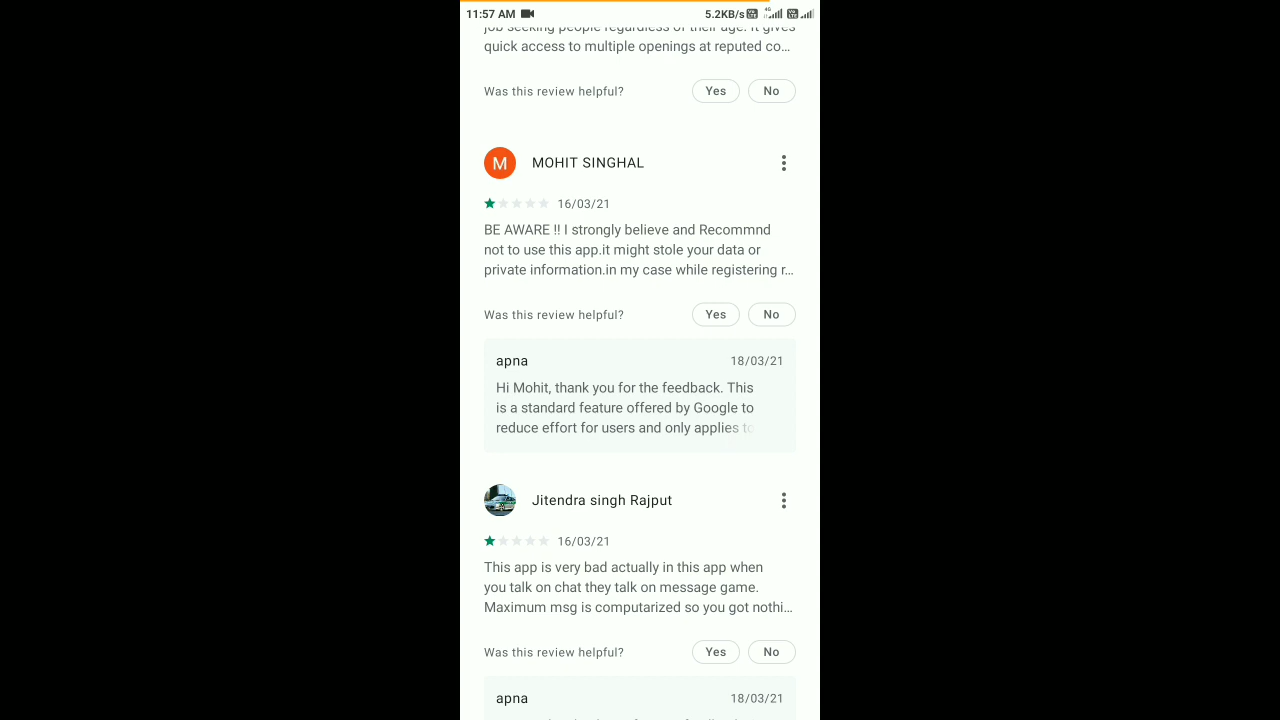 11:57 AM 5.2KB/s
job seeking people regardless of their age. It gives
quick access to multiple openings at reputed co…
Was this review helpful? Yes No
M MOHIT SINGHAL
16/03/21
BE AWARE !! I strongly believe and Recommnd
not to use this app.it might stole your data or
private information.in my case while registering r…
Was this review helpful? Yes No
apna 18/03/21
Hi Mohit, thank you for the feedback. This
is a standard feature offered by Google to
reduce effort for users and only applies to
Jitendra singh Rajput
16/03/21
This app is very bad actually in this app when
you talk on chat they talk on message game.
Maximum msg is computarized so you got nothi…
Was this review helpful? Yes No
apna 18/03/21